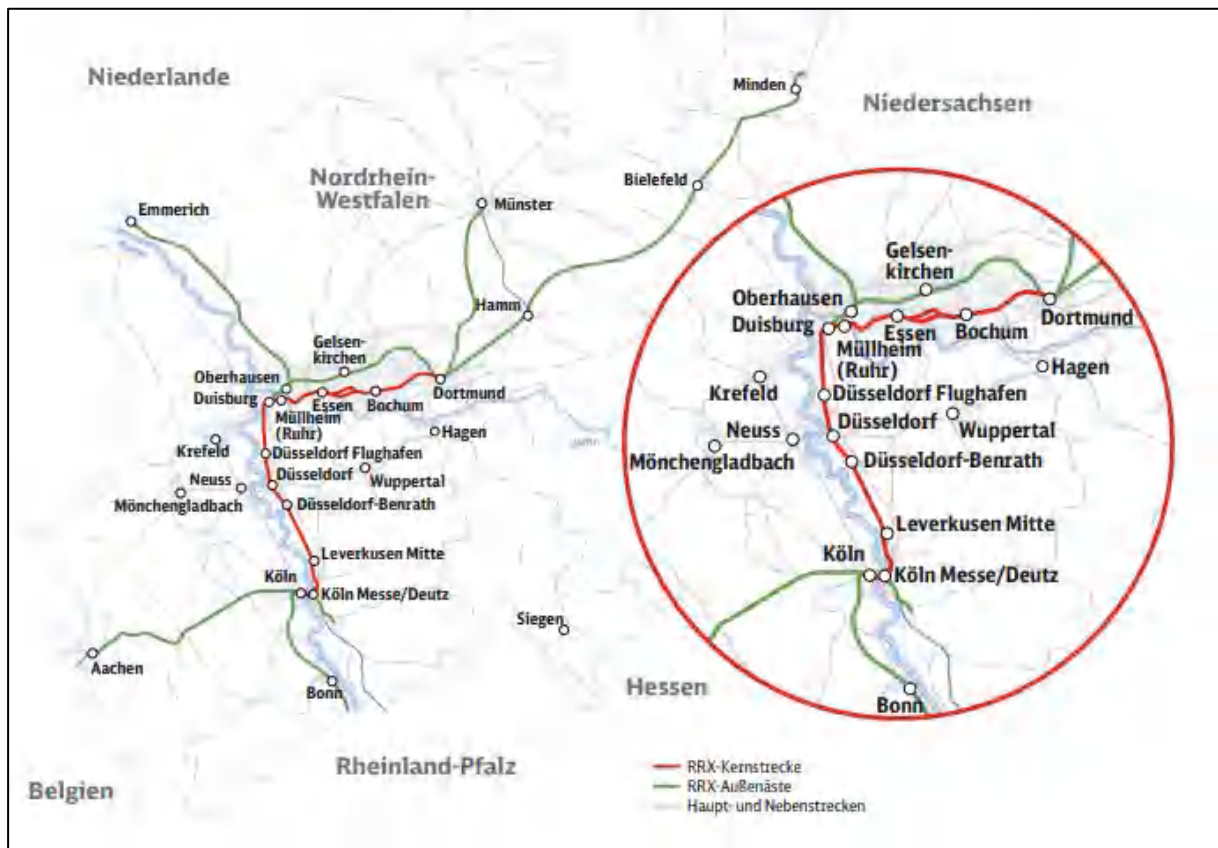 Niederlande
Minden
Niedersachsen
Nordrhein-
Westfalen
Bielefeld
Münster
Emmerich
Hamm
Gelsen-
kirchen
Oberhausen
Duisburg
Essen
Bochum
Dortmund
Müllheim
(Ruhr)
Hagen
Krefeld
Düsseldorf Flughafen
Neuss
Düsseldorf
Wuppertal
Mönchengladbach
Düsseldorf-Benrath
Leverkusen Mitte
Köln
Köln Messe/Deutz
Siegen
Aachen
Bonn
Gelsen-
kirchen
Oberhausen
Duisburg
Essen
Bochum
Dortmund
Müllheim
(Ruhr)
Hagen
Krefeld
Düsseldorf Flughafen
Neuss
Düsseldorf
Wuppertal
Mönchengladbach
Düsseldorf-Benrath
Leverkusen Mitte
Köln
Köln Messe/Deutz
Bonn
Hessen
Rheinland-Pfalz
Belgien
RRX-Kernstrecke
RRX-Außenäste
Haupt- und Nebenstrecken